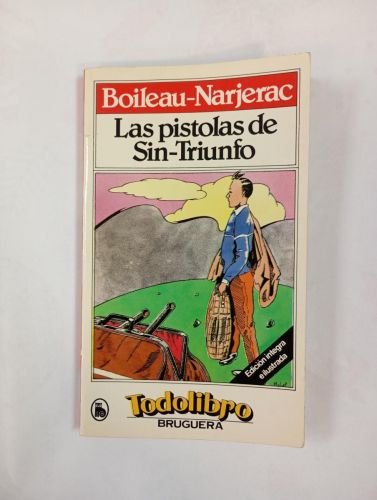 Boileau-Narjerac
Las pistolas de
Sin-Triunfo
Edición íntegra
e ilustrada
Todolibro
BRUGUERA